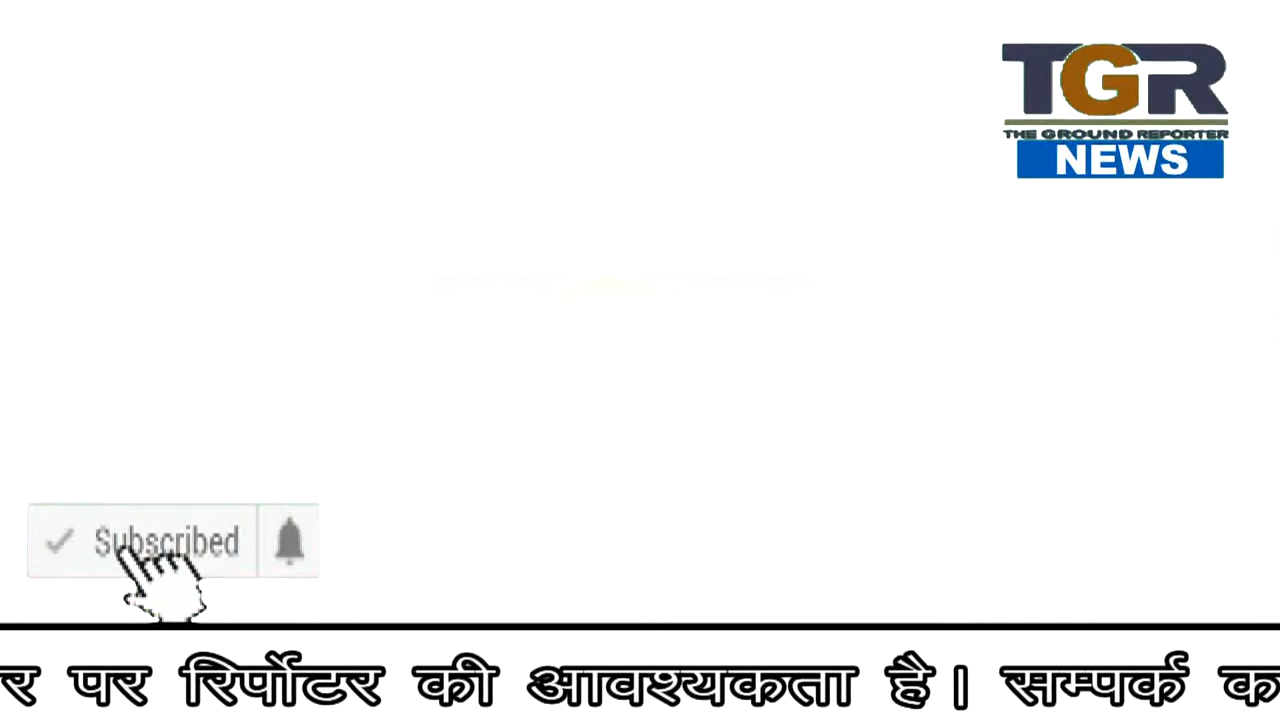 TGR
THE GROUND REPORTER
NEWS
Subscribed
र पर रिर्पोटर की आवश्यकता है। सम्पर्क क